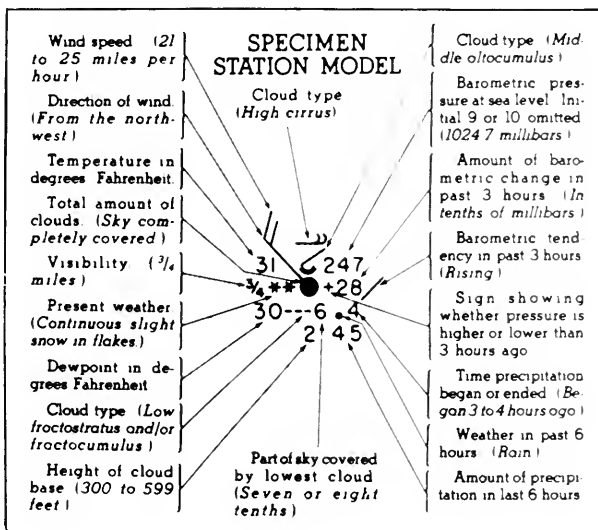 Wind speed (21
to 25 miles per
hour)
Direction of wind.
(From the north-
west)
Temperature in
degrees Fahrenheit.
Total amount of
clouds. (Sky com-
pletely covered)
Visibility. (3/4
miles)
Present weather.
(Continuous slight
snow in flakes.)
Dewpoint in de-
grees Fahrenheit
Cloud type (Low
fractostratus and/or
fractocumulus)
Height of cloud
base (300 to 599
feet)
SPECIMEN
STATION MODEL
Cloud type
(High cirrus)
31 247
3/4 ** +28
30---6 4
2 45
Part of sky covered
by lowest cloud
(Seven or eight
tenths)
Cloud type (Mid-
dle altocumulus)
Barometric pres-
sure at sea level Ini-
tial 9 or 10 omitted
(1024 7 millibars)
Amount of baro-
metric change in
past 3 hours (In
tenths of millibars)
Barometric tend-
ency in past 3 hours
(Rising)
Sign showing
whether pressure is
higher or lower than
3 hours ago
Time precipitation
began or ended (Be-
gan 3 to 4 hours ago)
Weather in past 6
hours (Rain)
Amount of precipi-
tation in last 6 hours